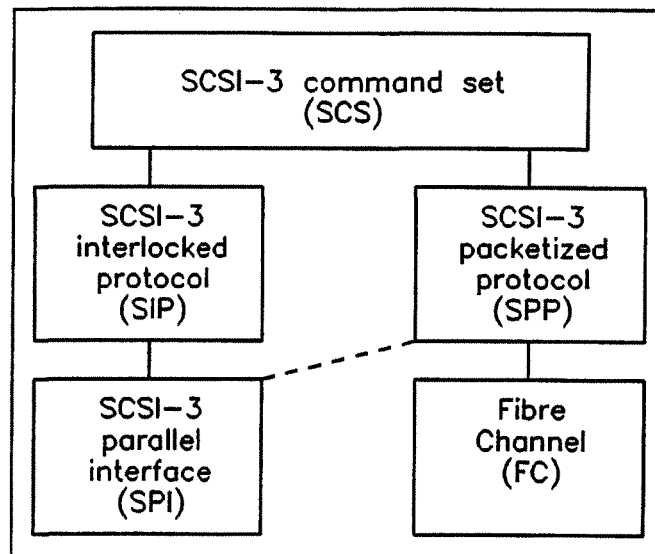 SCSI-3 command set
(SCS)
SCSI-3
interlocked
protocol
(SIP)
SCSI-3
packetized
protocol
(SPP)
SCSI-3
parallel
interface
(SPI)
Fibre
Channel
(FC)